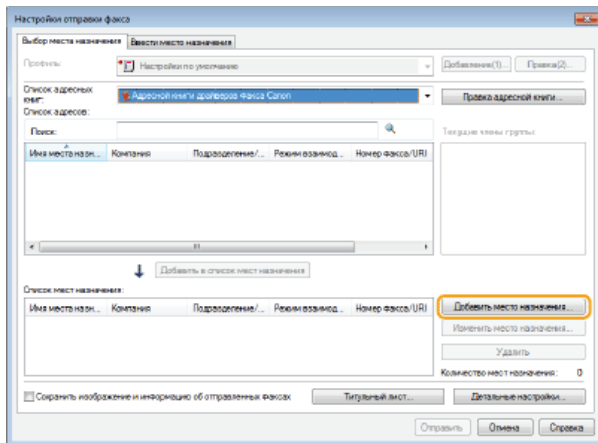 Настройки отправки факса
Выбор места назначения Ввести место назначения
Профиль: Настройки по умолчанию Добавление(1)... Правка(2)...
Список адресных книг: Адресной книги драйверов факса Canon Правка адресной книги...
Список адресов:
Поиск: Текущие члены группы:
Имя места назн... Компания Подразделение/... Режим взаимод... Номер факса/URI
Добавить в список мест назначения
Список мест назначения:
Имя места назн... Компания Подразделение/... Режим взаимод... Номер факса/URI
Добавить место назначения...
Изменить место назначения...
Удалить
Количество мест назначения: 0
Сохранить изображение и информацию об отправленных факсах Титульный лист... Детальные настройки...
Отправить Отмена Справка